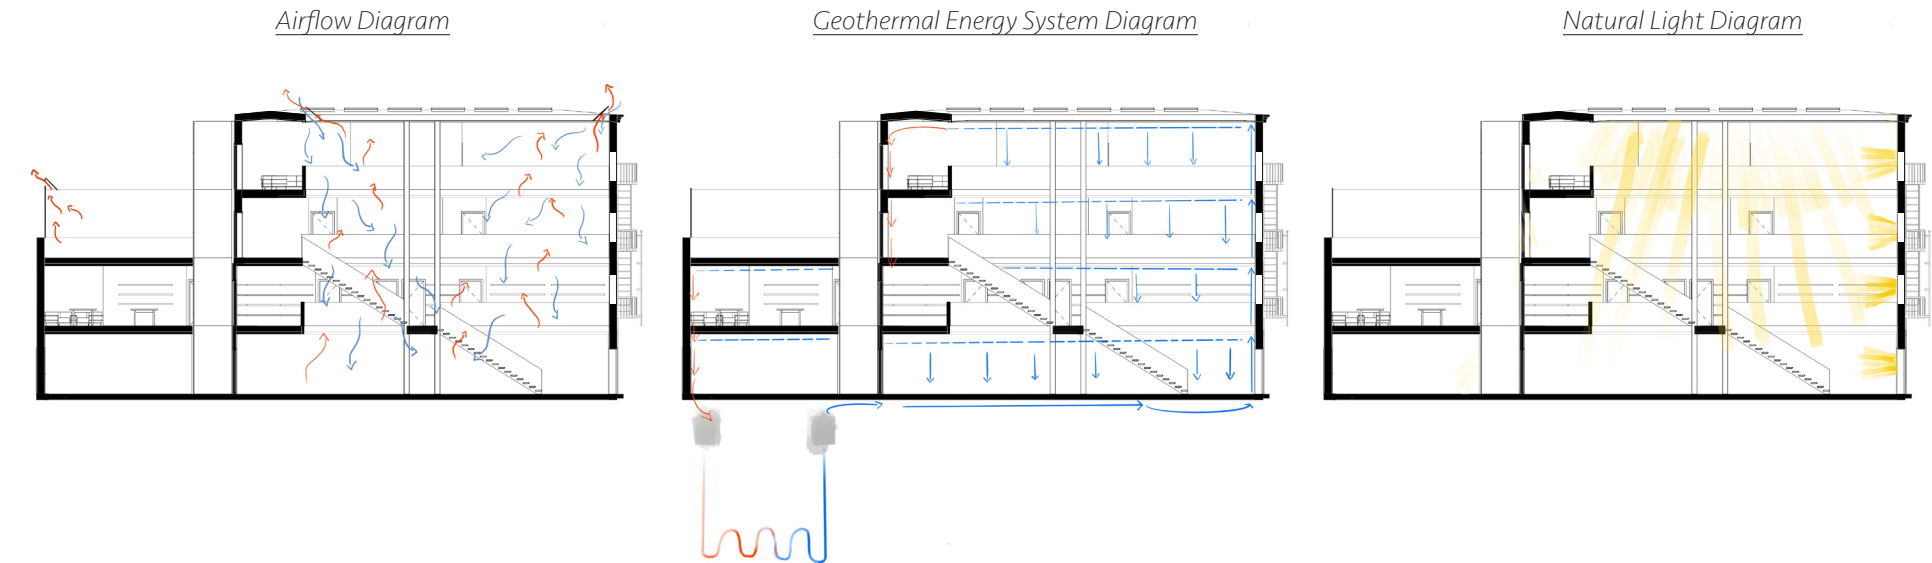 Airflow Diagram
Geothermal Energy System Diagram
Natural Light Diagram